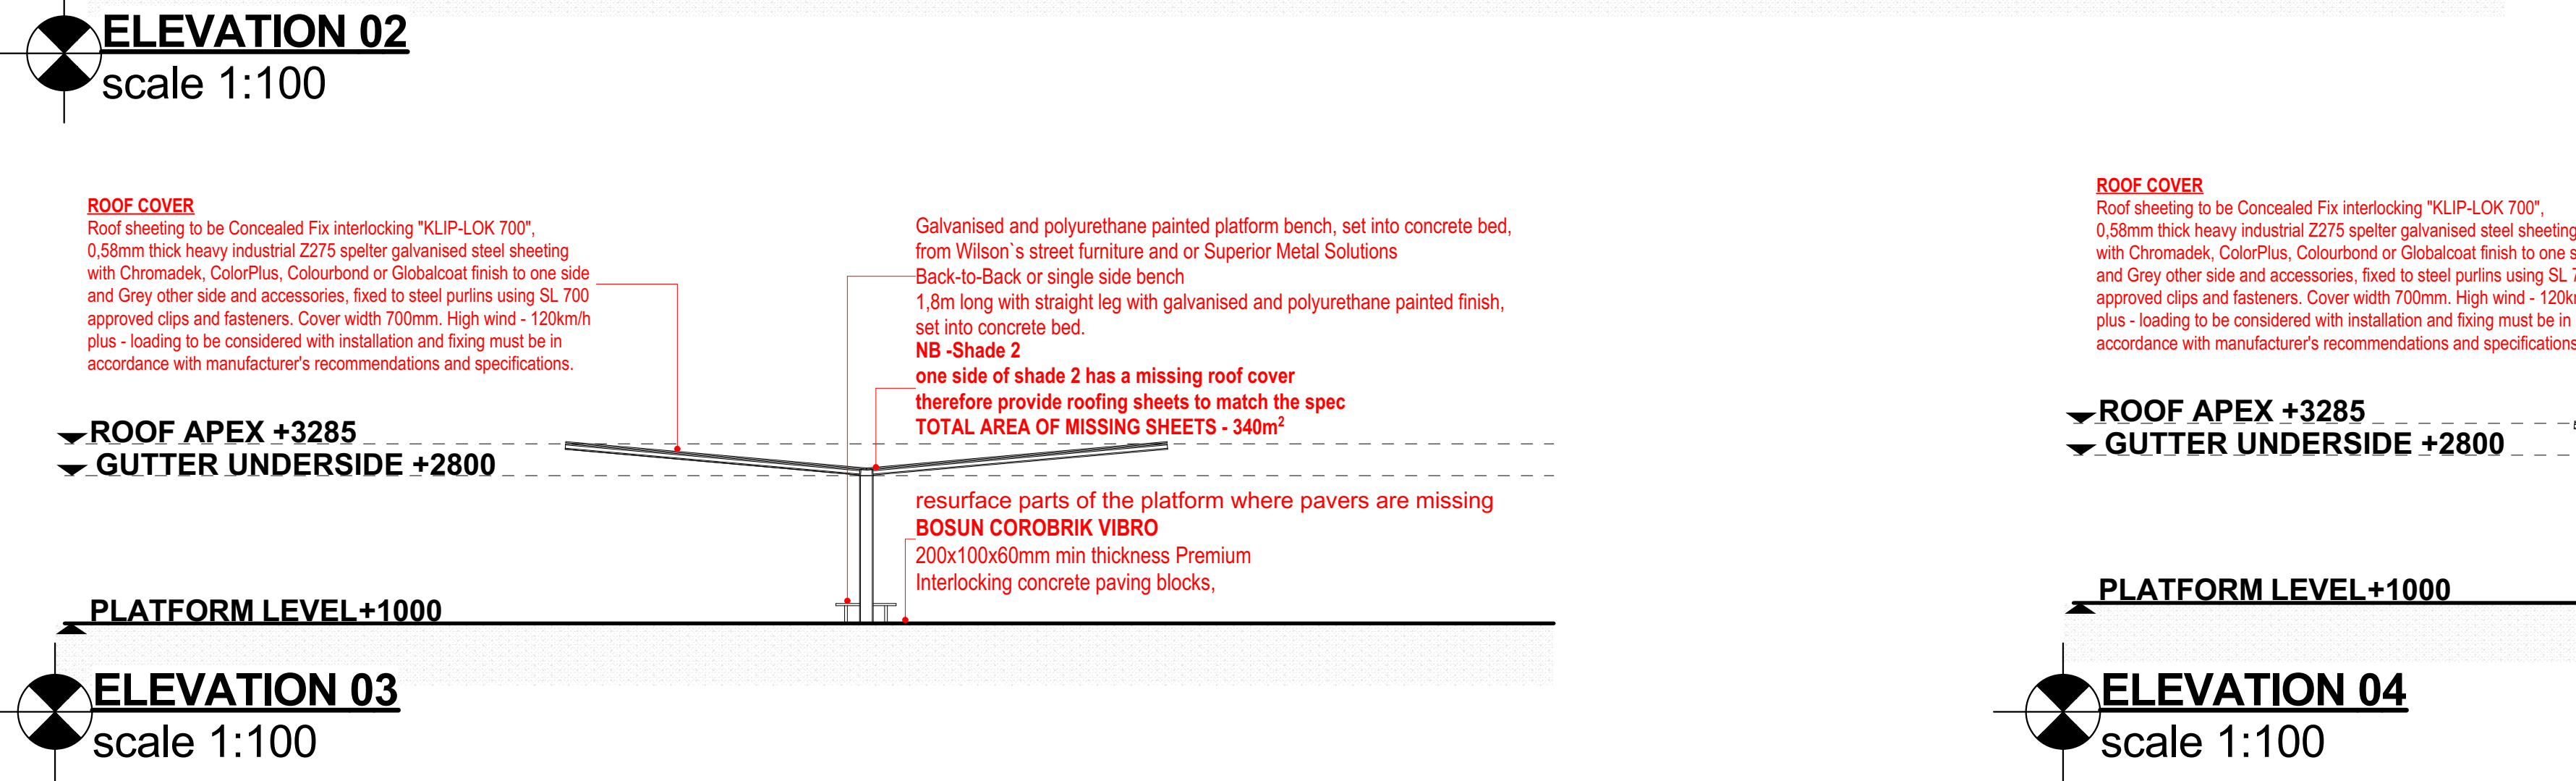 ELEVATION 02
scale 1:100
ROOF COVER
Roof sheeting to be Concealed Fix interlocking "KLIP-LOK 700",
0,58mm thick heavy industrial Z275 spelter galvanised steel sheeting
with Chromadek, ColorPlus, Colourbond or Globalcoat finish to one side
and Grey other side and accessories, fixed to steel purlins using SL 700
approved clips and fasteners. Cover width 700mm. High wind - 120km/h
plus - loading to be considered with installation and fixing must be in
accordance with manufacturer's recommendations and specifications.
Galvanised and polyurethane painted platform bench, set into concrete bed,
from Wilson`s street furniture and or Superior Metal Solutions
Back-to-Back or single side bench
1,8m long with straight leg with galvanised and polyurethane painted finish,
set into concrete bed.
NB -Shade 2
one side of shade 2 has a missing roof cover
therefore provide roofing sheets to match the spec
TOTAL AREA OF MISSING SHEETS - 340m²
ROOF APEX +3285
GUTTER UNDERSIDE +2800
resurface parts of the platform where pavers are missing
BOSUN COROBRIK VIBRO
200x100x60mm min thickness Premium
Interlocking concrete paving blocks,
PLATFORM LEVEL+1000
ELEVATION 03
scale 1:100
ROOF COVER
Roof sheeting to be Concealed Fix interlocking "KLIP-LOK 700",
0,58mm thick heavy industrial Z275 spelter galvanised steel sheeting
with Chromadek, ColorPlus, Colourbond or Globalcoat finish to one
and Grey other side and accessories, fixed to steel purlins using SL
approved clips and fasteners. Cover width 700mm. High wind -
plus - loading to be considered with installation and fixing must be in
accordance with manufacturer's recommendations and specifications
ROOF APEX +3285
GUTTER UNDERSIDE +2800
PLATFORM LEVEL+1000
ELEVATION 04
scale 1:100